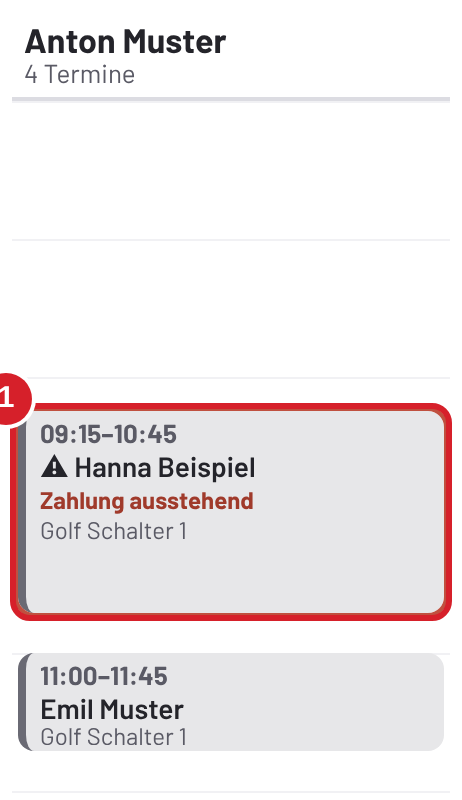 Anton Muster
4 Termine
1
09:15–10:45
Hanna Beispiel
Zahlung ausstehend
Golf Schalter 1
11:00–11:45
Emil Muster
Golf Schalter 1